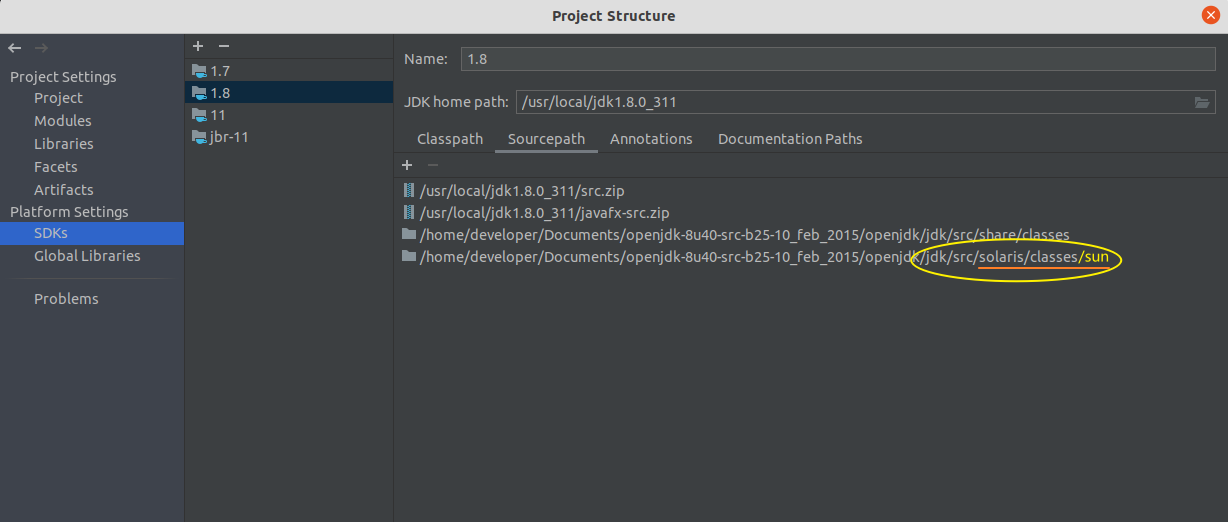 Project Structure
Project Settings
Project
Modules
Libraries
Facets
Artifacts
Platform Settings
SDKs
Global Libraries
Problems
1.7
1.8
11
jbr-11
Name: 1.8
JDK home path: /usr/local/jdk1.8.0_311
Classpath Sourcepath Annotations Documentation Paths
/usr/local/jdk1.8.0_311/src.zip
/usr/local/jdk1.8.0_311/javafx-src.zip
/home/developer/Documents/openjdk-8u40-src-b25-10_feb_2015/openjdk/jdk/src/share/classes
/home/developer/Documents/openjdk-8u40-src-b25-10_feb_2015/openjdk/jdk/src/solaris/classes/sun